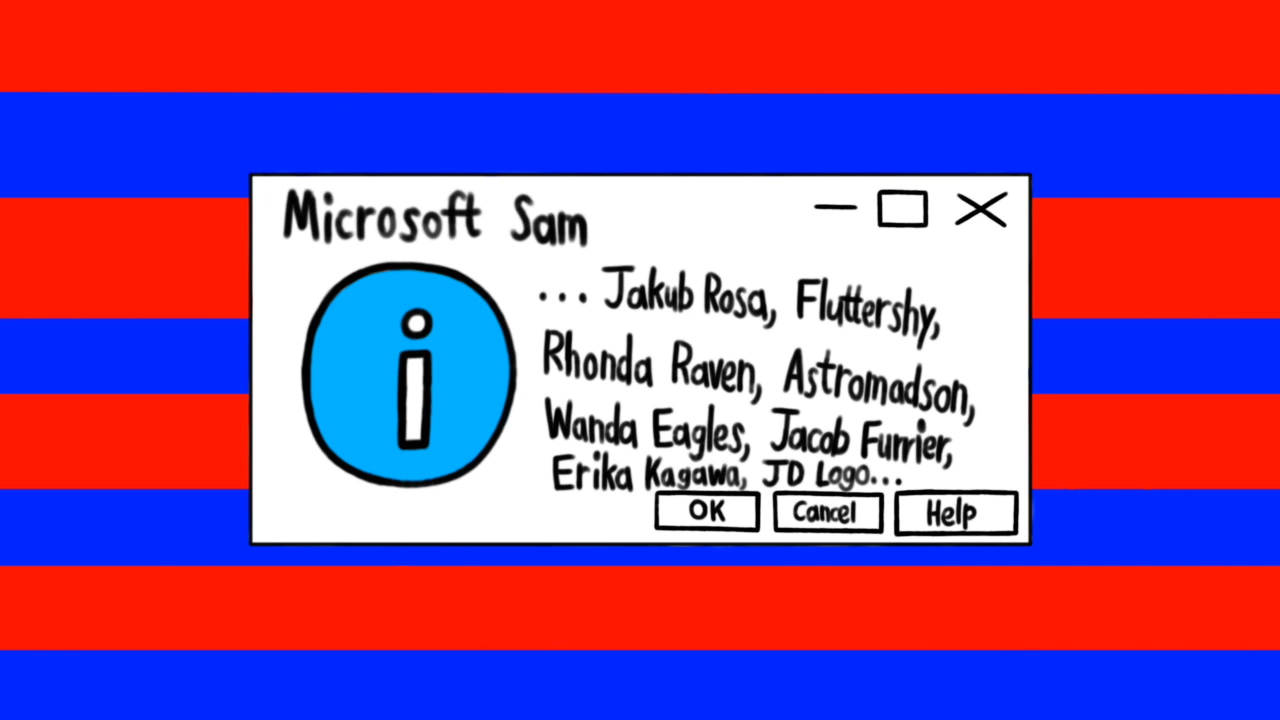 Microsoft Sam
... Jakub Rosa, Fluttershy,
Rhonda Raven, Astromadson,
Wanda Eagles, Jacob Furrier,
Erika Kagawa, JD Logo...
OK Cancel Help